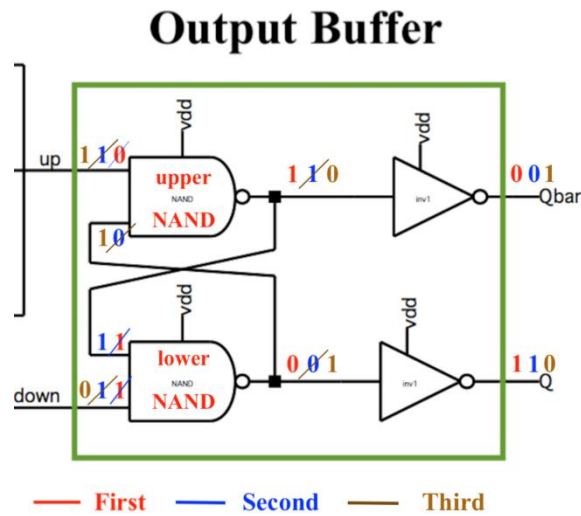 Output Buffer
vdd
vdd
up
1/1/0
upper
NAND
NAND
1/1/0
inv1
0 0 1
Qbar
1/0
vdd
vdd
1/1
lower
NAND
NAND
0/0/1
inv1
1 1 0
Q
down
0/1/1
First
Second
Third